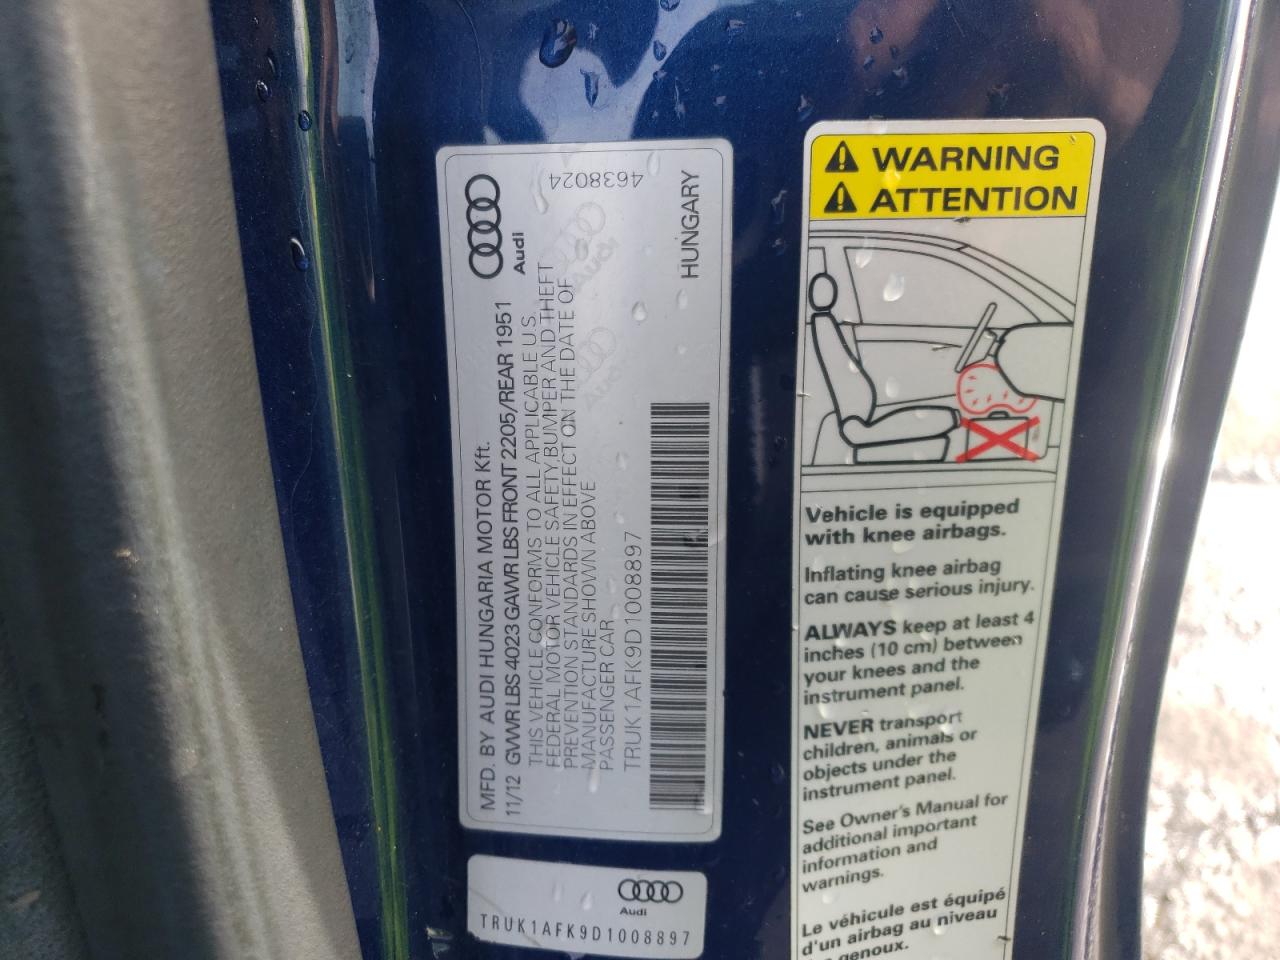 Audi
4638024
HUNGARY
MFD. BY AUDI HUNGARIA MOTOR Kft.
11/12 GVWR LBS 4023 GAWR LBS FRONT 2205/REAR 1951
THIS VEHICLE CONFORMS TO ALL APPLICABLE U.S.
FEDERAL MOTOR VEHICLE SAFETY, BUMPER AND THEFT
PREVENTION STANDARDS IN EFFECT ON THE DATE OF
MANUFACTURE SHOWN ABOVE
PASSENGER CAR
TRUK1AFK9D1008897
Audi
Audi
Audi
TRUK1AFK9D1008897
WARNING
ATTENTION
Vehicle is equipped
with knee airbags.
Inflating knee airbag
can cause serious injury.
ALWAYS keep at least 4
inches (10 cm) between
your knees and the
instrument panel.
NEVER transport
children, animals or
objects under the
instrument panel.
See Owner's Manual for
additional important
information and
warnings.
Le véhicule est équipé
d'un airbag au niveau
genoux.